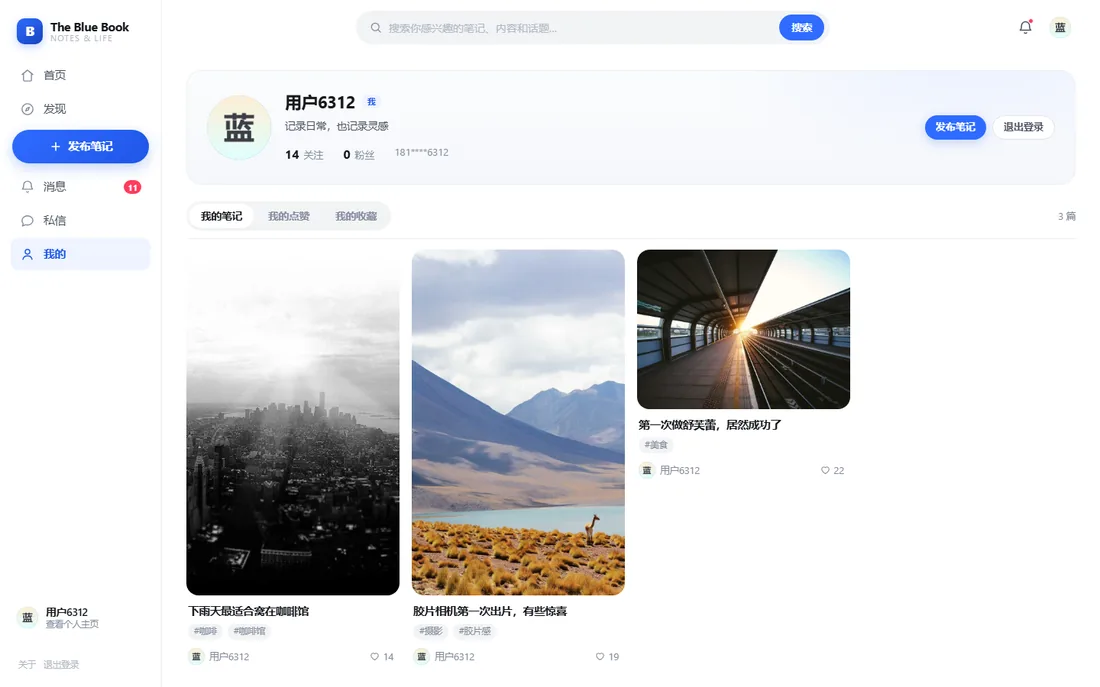 B
The Blue Book
NOTES & LIFE
首页
发现
+ 发布笔记
消息
11
私信
我的
蓝
用户6312
查看个人主页
关于 退出登录
搜索你感兴趣的笔记、内容和话题...
搜索
蓝
蓝
用户6312 我
记录日常，也记录灵感
14 关注 0 粉丝 181****6312
发布笔记
退出登录
我的笔记 我的点赞 我的收藏
3 篇
下雨天最适合窝在咖啡馆
#咖啡 #咖啡馆
蓝 用户6312 14
胶片相机第一次出片，有些惊喜
#摄影 #胶片感
蓝 用户6312 19
第一次做舒芙蕾，居然成功了
#美食
蓝 用户6312 22